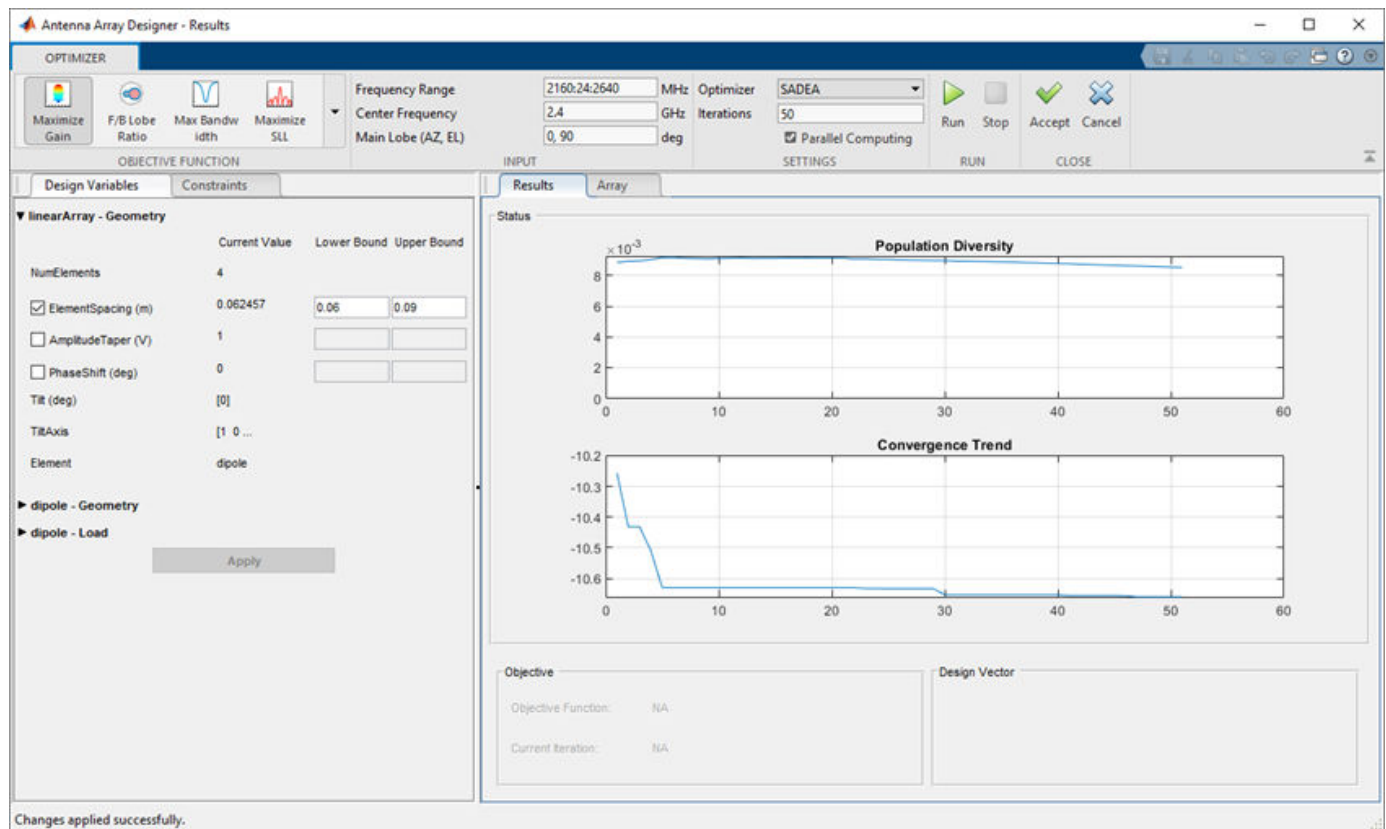 Antenna Array Designer - Results
OPTIMIZER
Maximize Gain
F/B Lobe Ratio
Max Bandw idth
Maximize SLL
OBJECTIVE FUNCTION
Frequency Range 2160:24:2640 MHz
Center Frequency 2.4 GHz
Main Lobe (AZ, EL) 0, 90 deg
INPUT
Optimizer SADEA
Iterations 50
Parallel Computing
SETTINGS
Run Stop
RUN
Accept Cancel
CLOSE
Design Variables Constraints
linearArray - Geometry
Current Value Lower Bound Upper Bound
NumElements 4
ElementSpacing (m) 0.062457 0.06 0.09
AmplitudeTaper (V) 1
PhaseShift (deg) 0
Tilt (deg) [0]
TiltAxis [1 0 ...
Element dipole
dipole - Geometry
dipole - Load
Apply
Results Array
Status
×10-3
Population Diversity
8
6
4
2
0
0 10 20 30 40 50 60
Convergence Trend
-10.2
-10.3
-10.4
-10.5
-10.6
0 10 20 30 40 50 60
Objective
Objective Function: NA
Current Iteration: NA
Design Vector
Changes applied successfully.